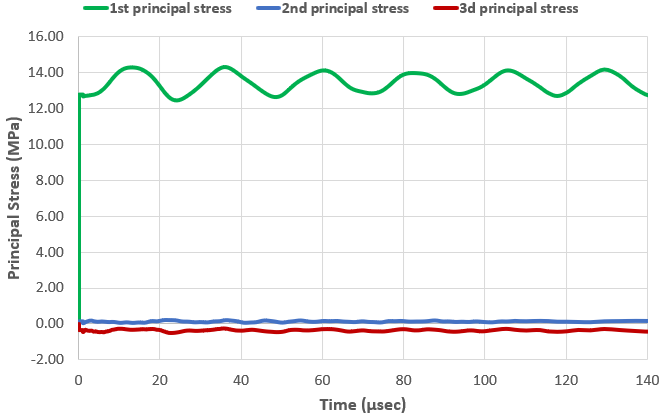 1st principal stress 2nd principal stress 3d principal stress
16.00
14.00
12.00
10.00
8.00
6.00
4.00
2.00
0.00
-2.00
Principal Stress (MPa)
0 20 40 60 80 100 120 140
Time (μsec)